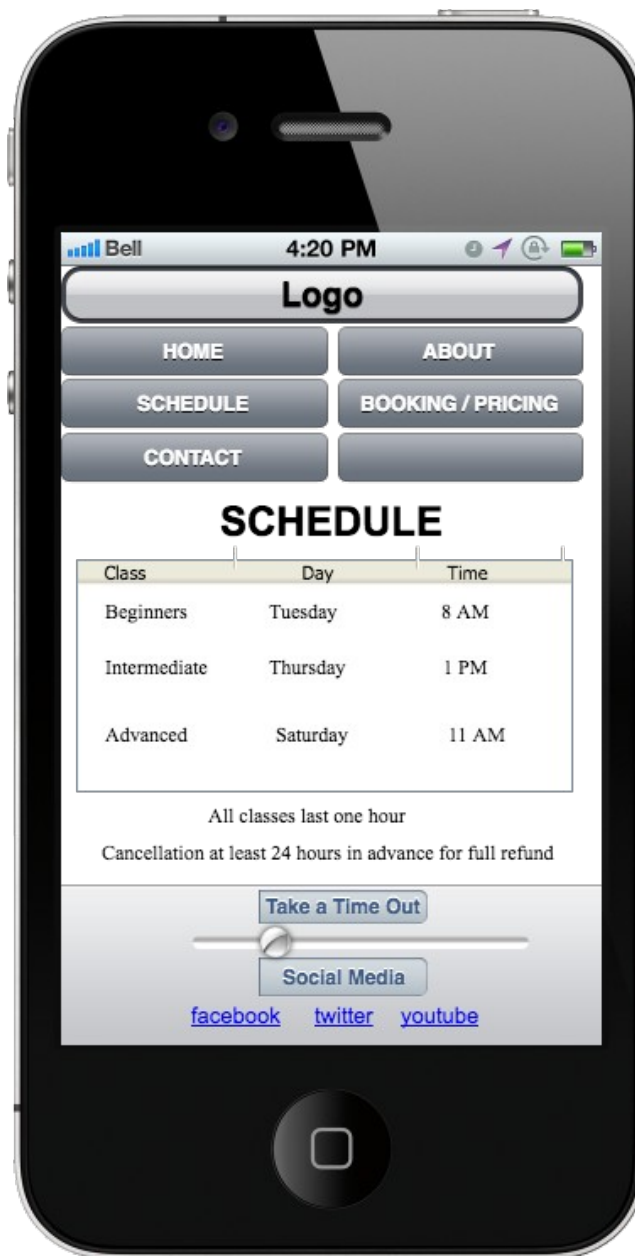 Bell 4:20 PM
Logo
HOME ABOUT
SCHEDULE BOOKING / PRICING
CONTACT
SCHEDULE
Class Day Time
Beginners Tuesday 8 AM
Intermediate Thursday 1 PM
Advanced Saturday 11 AM
All classes last one hour
Cancellation at least 24 hours in advance for full refund
Take a Time Out
Social Media
facebook twitter youtube